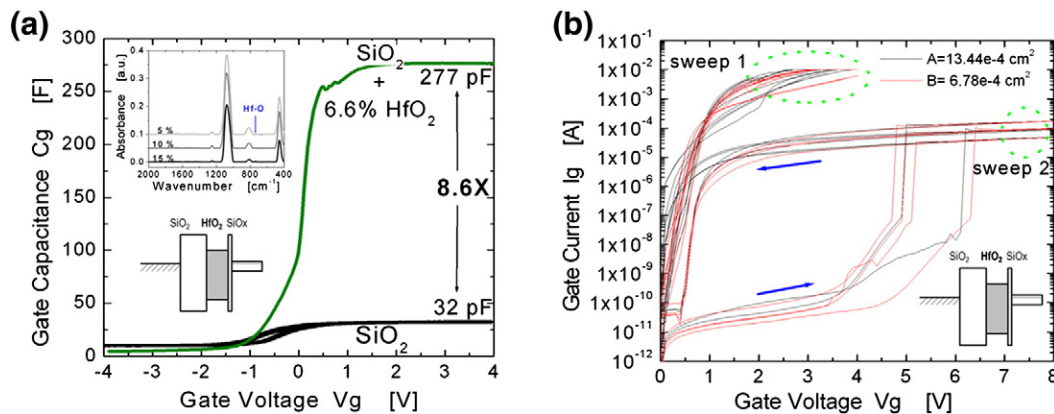 (a)
300
250
200
150
100
50
0
Gate Capacitance Cg [F]
-4 -3 -2 -1 0 1 2 3 4
Gate Voltage Vg [V]
SiO2
+
6.6% HfO2
277 pF
8.6X
32 pF
SiO2
0.4
0.3
0.2
0.1
0.0
Absorbance [a.u.]
Hf-O
5 %
10 %
15 %
2000 1600 1200 800 400
Wavenumber [cm-1]
SiO2 HfO2 SiOx
(b)
1x10-1
1x10-2
1x10-3
1x10-4
1x10-5
1x10-6
1x10-7
1x10-8
1x10-9
1x10-10
10-11
10-12
Gate Current Ig [A]
0 1 2 3 4 5 6 7 8
Gate Voltage Vg [V]
sweep 1
A=13.44e-4 cm2
B= 6.78e-4 cm2
sweep 2
SiO2 HfO2 SiOx